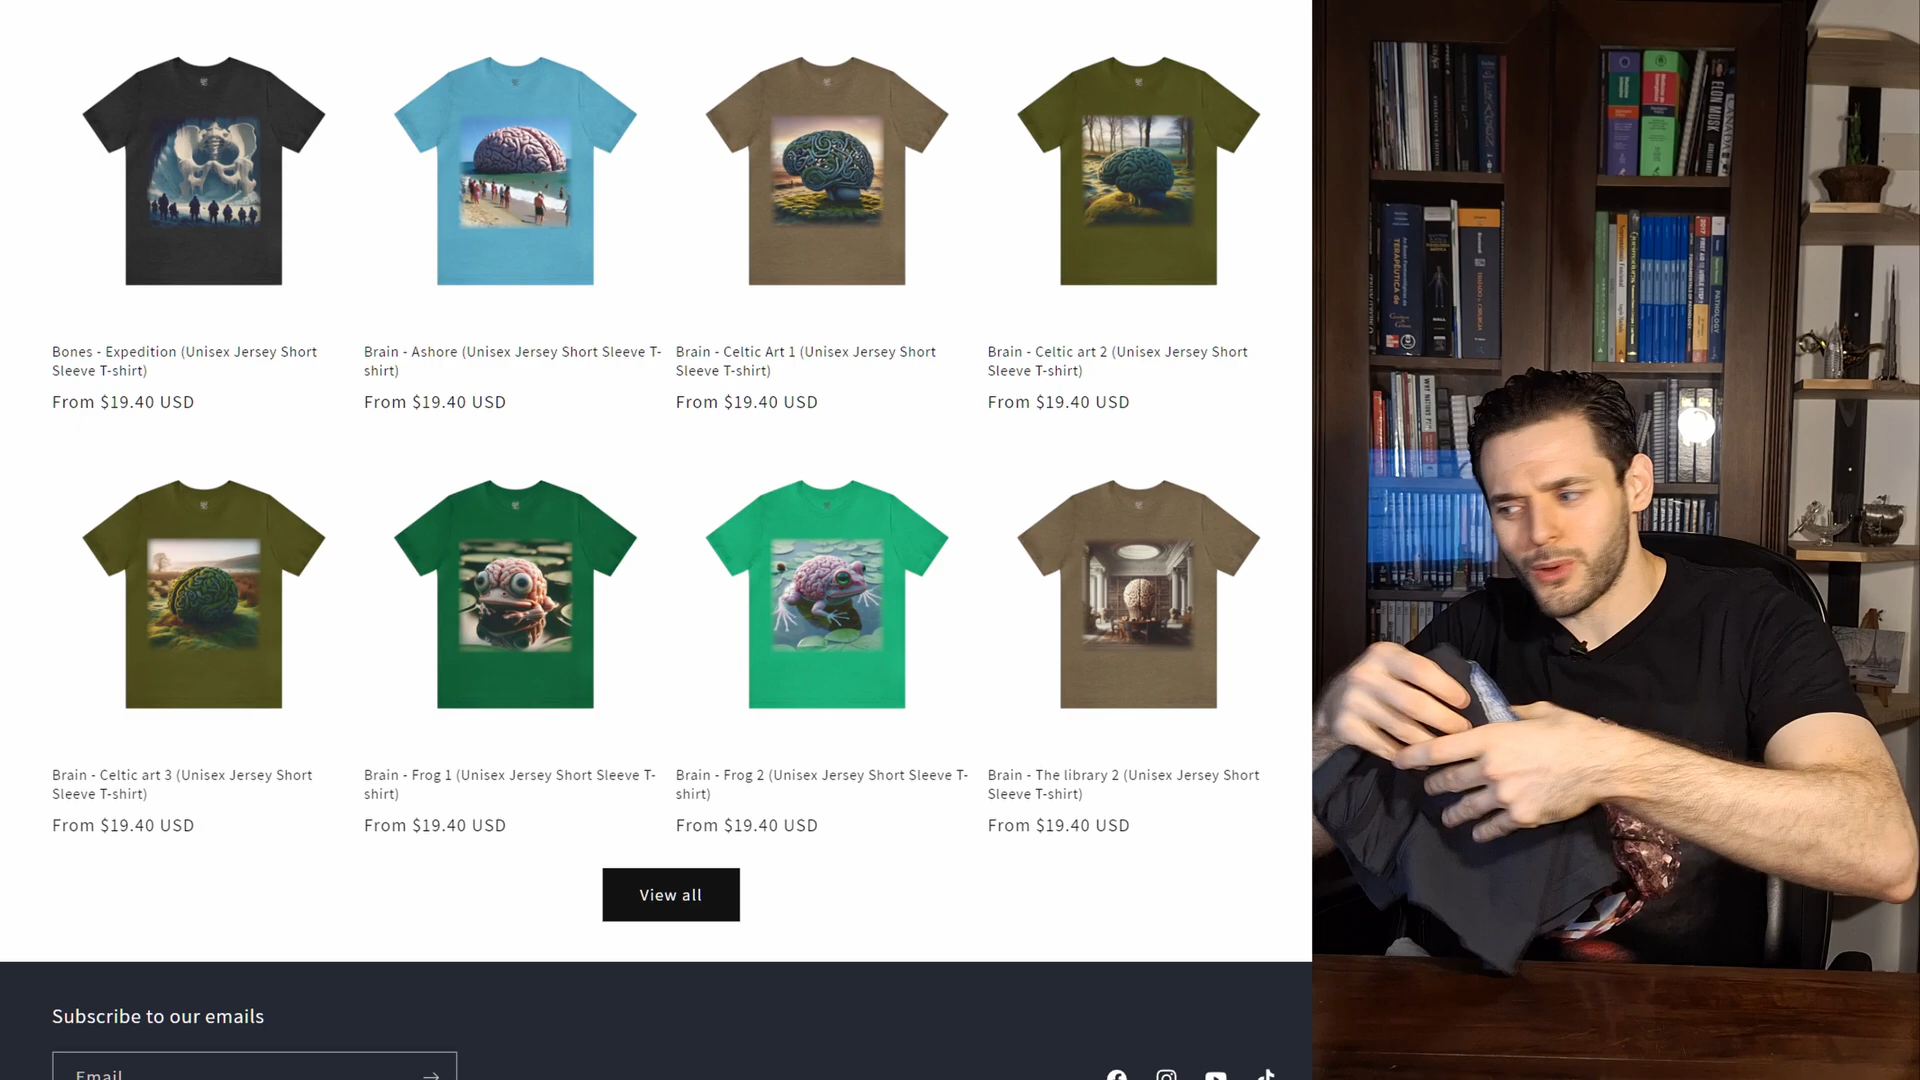 Bones - Expedition (Unisex Jersey Short
Sleeve T-shirt)
From $19.40 USD
Brain - Ashore (Unisex Jersey Short Sleeve T-
shirt)
From $19.40 USD
Brain - Celtic Art 1 (Unisex Jersey Short
Sleeve T-shirt)
From $19.40 USD
Brain - Celtic art 2 (Unisex Jersey Short
Sleeve T-shirt)
From $19.40 USD
Brain - Celtic art 3 (Unisex Jersey Short
Sleeve T-shirt)
From $19.40 USD
Brain - Frog 1 (Unisex Jersey Short Sleeve T-
shirt)
From $19.40 USD
Brain - Frog 2 (Unisex Jersey Short Sleeve T-
shirt)
From $19.40 USD
Brain - The library 2 (Unisex Jersey Short
Sleeve T-shirt)
From $19.40 USD
View all
Subscribe to our emails
Email
ELON MUSK
TERAPÊUTICA de
PATHOLOGY